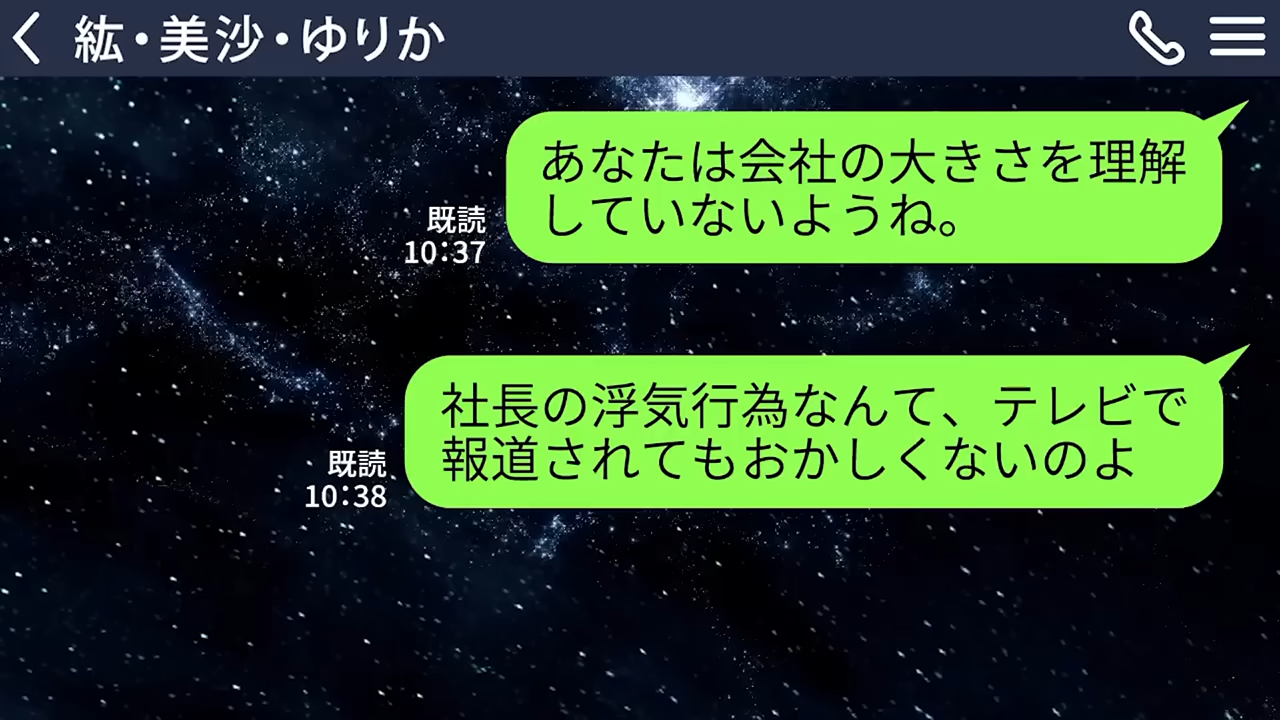 紘・美沙・ゆりか
あなたは会社の大きさを理解
していないようね。
既読
10:37
社長の浮気行為なんて、テレビで
報道されてもおかしくないのよ
既読
10:38